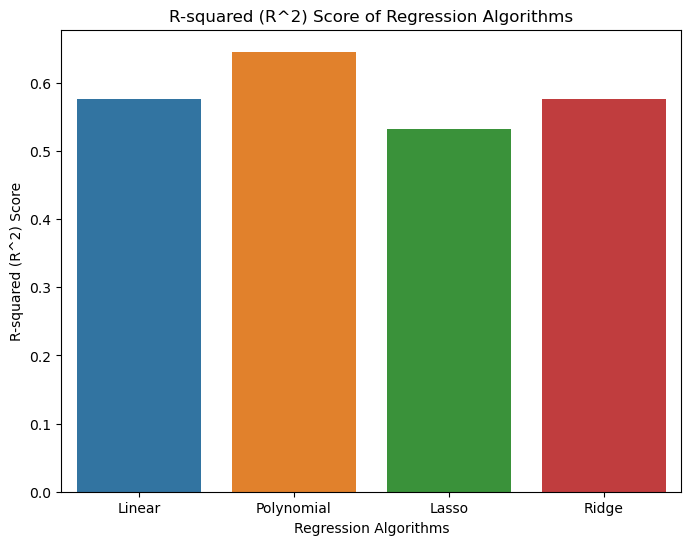 R-squared (R^2) Score of Regression Algorithms
R-squared (R^2) Score
0.6
0.5
0.4
0.3
0.2
0.1
0.0
Linear
Polynomial
Lasso
Ridge
Regression Algorithms